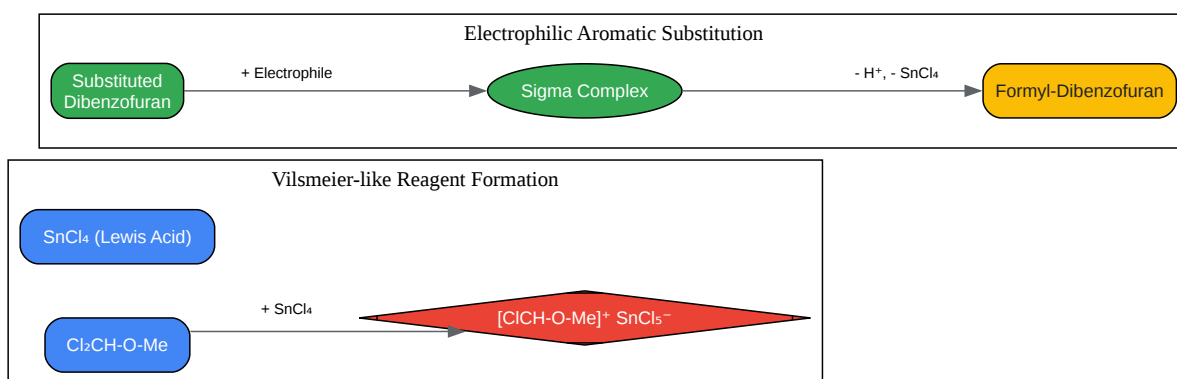 Electrophilic Aromatic Substitution
Substituted
Dibenzofuran
+ Electrophile
Sigma Complex
- H⁺, - SnCl₄
Formyl-Dibenzofuran
Vilsmeier-like Reagent Formation
SnCl₄ (Lewis Acid)
Cl₂CH-O-Me
+ SnCl₄
[ClCH-O-Me]⁺ SnCl₅⁻